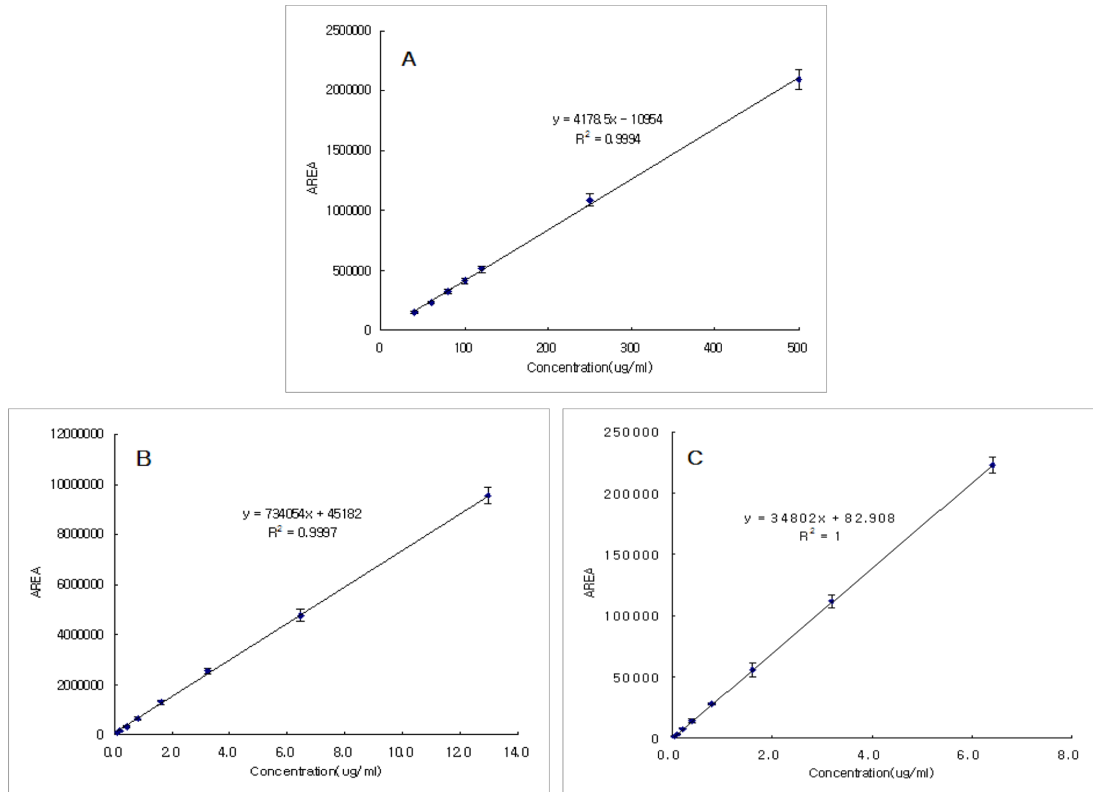 A
2500000
2000000
1500000
1000000
500000
0
AREA
y = 4178.5x - 10954
R² = 0.9994
0 100 200 300 400 500
Concentration(ug/ml)
B
12000000
10000000
8000000
6000000
4000000
2000000
0
AREA
y = 734054x + 45182
R² = 0.9997
0.0 2.0 4.0 6.0 8.0 10.0 12.0 14.0
Concentration(ug/ml)
C
250000
200000
150000
100000
50000
0
AREA
y = 34802x + 82.908
R² = 1
0.0 2.0 4.0 6.0 8.0
Concentration(ug/ml)